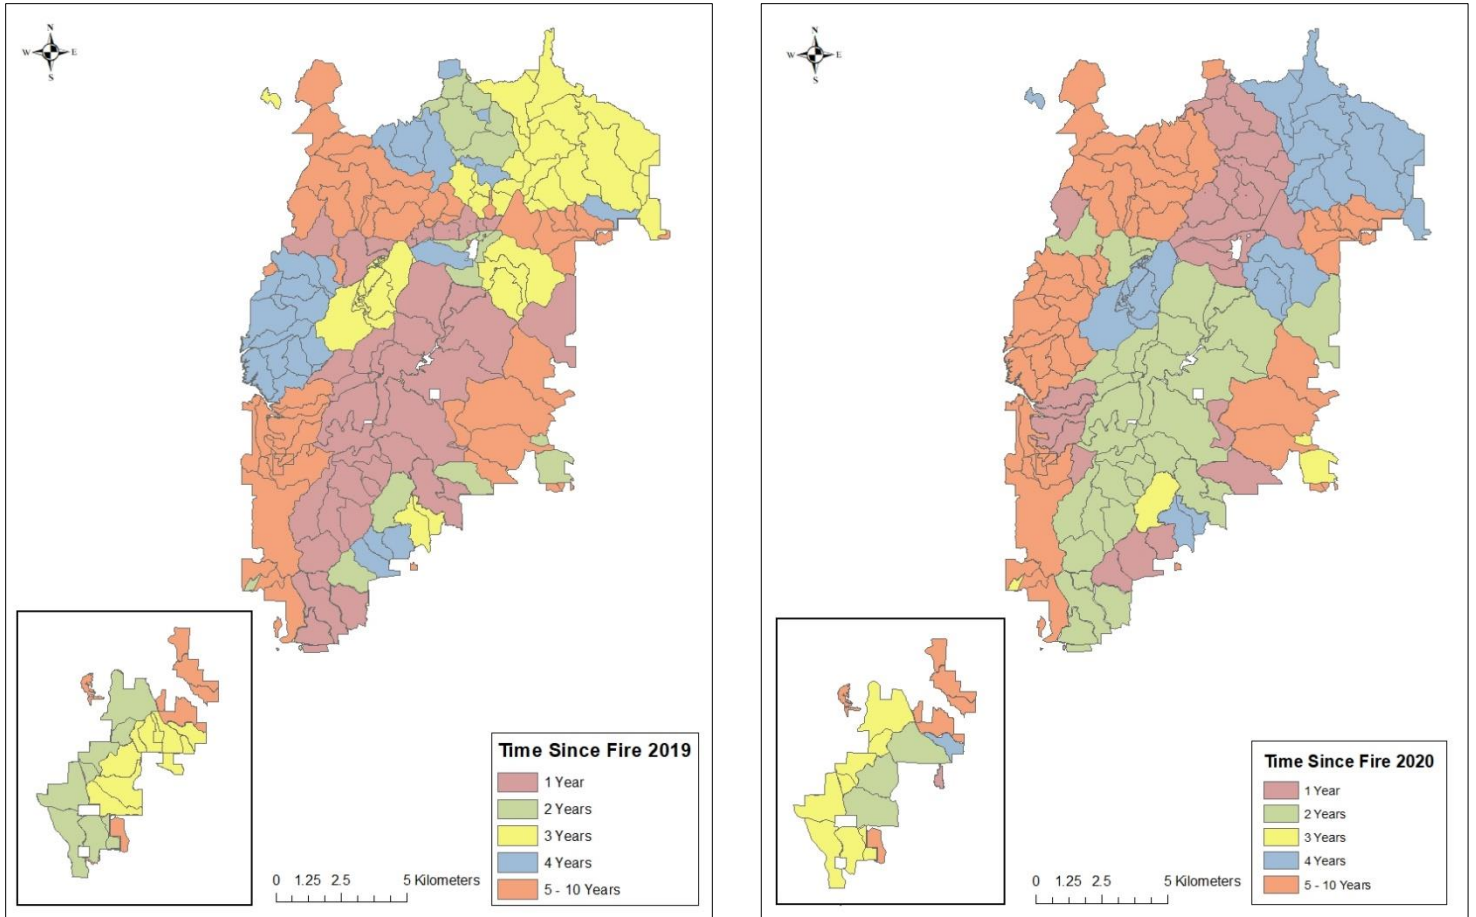 N
W E
S
Time Since Fire 2019
1 Year
2 Years
3 Years
4 Years
5 - 10 Years
0 1.25 2.5 5 Kilometers
N
W E
S
Time Since Fire 2020
1 Year
2 Years
3 Years
4 Years
5 - 10 Years
0 1.25 2.5 5 Kilometers